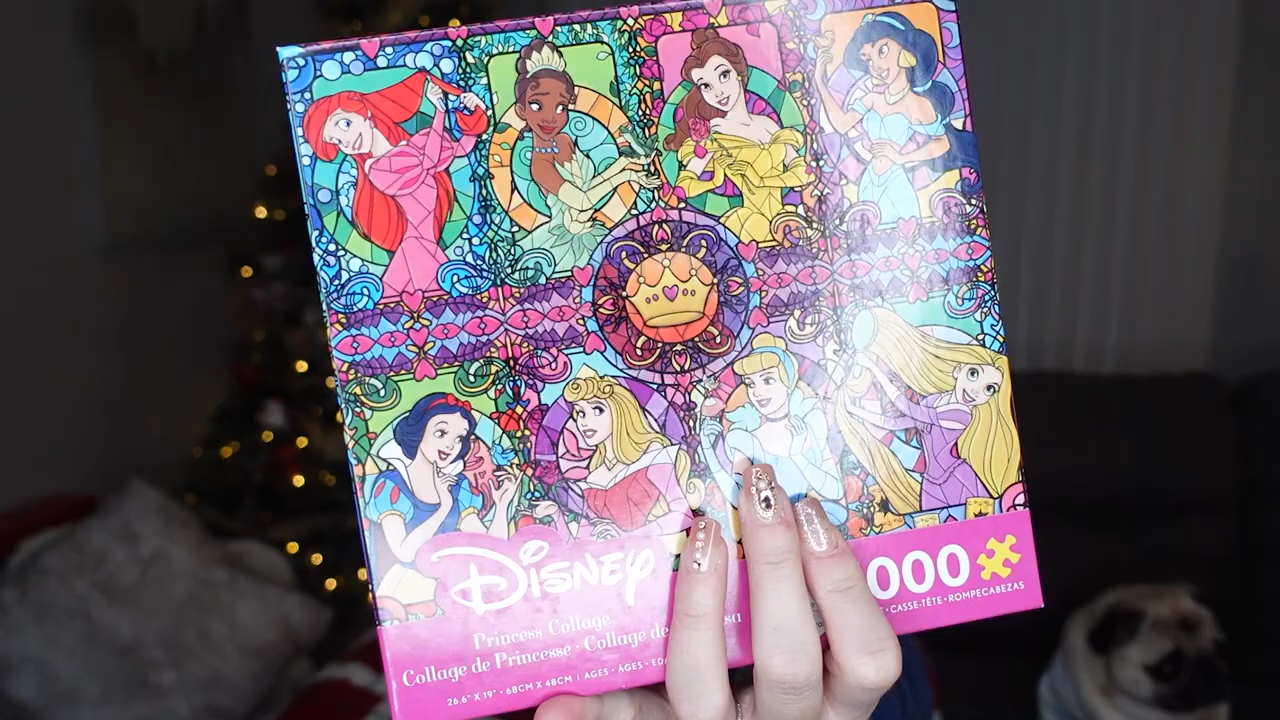 Disney
Princess Collage
Collage de Princesse · Collage de
26.6" X 19" · 68CM X 48CM | AGES · ÂGES ·
000
CASSE-TÊTE · ROMPECABEZAS